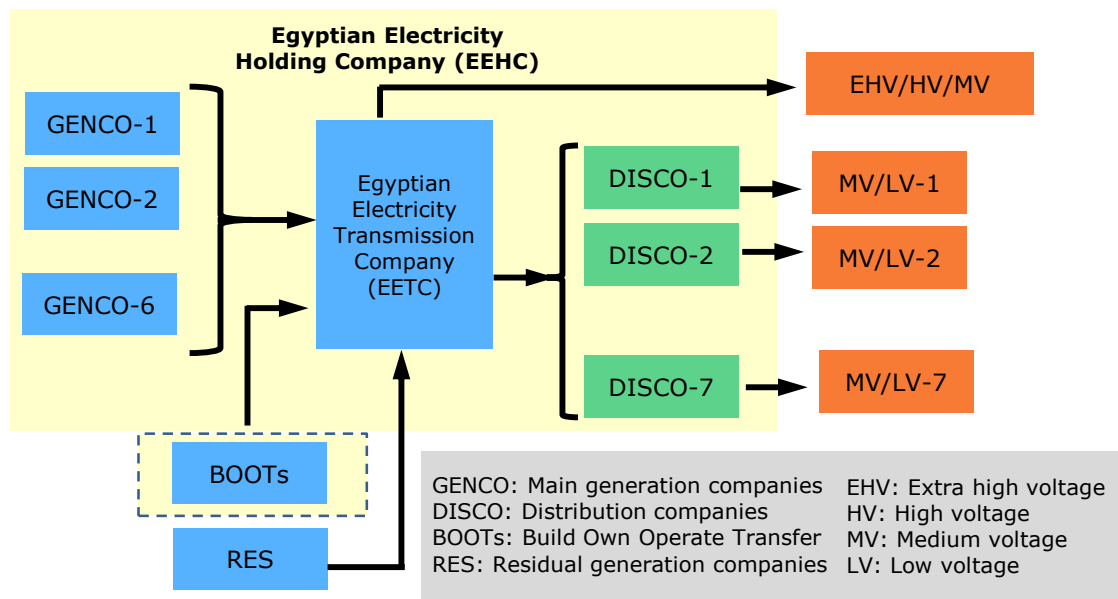 Egyptian Electricity
Holding Company (EEHC)
EHV/HV/MV
GENCO-1
GENCO-2
GENCO-6
Egyptian
Electricity
Transmission
Company
(EETC)
DISCO-1
DISCO-2
DISCO-7
MV/LV-1
MV/LV-2
MV/LV-7
BOOTs
RES
GENCO: Main generation companies
DISCO: Distribution companies
BOOTs: Build Own Operate Transfer
RES: Residual generation companies
EHV: Extra high voltage
HV: High voltage
MV: Medium voltage
LV: Low voltage